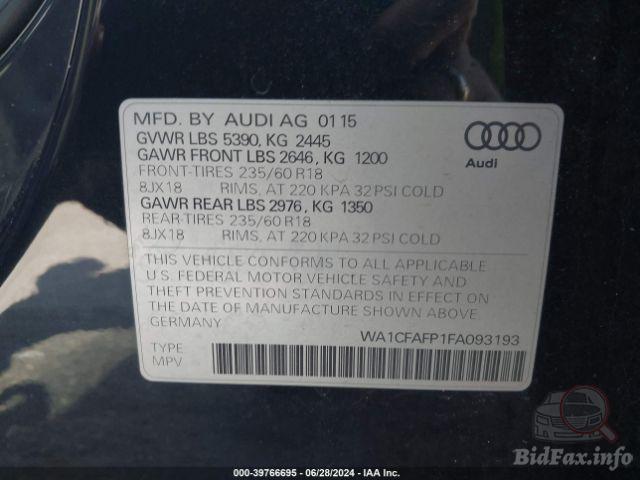 MFD. BY AUDI AG 01 15
GVWR LBS 5390, KG 2445
GAWR FRONT LBS 2646, KG 1200
FRONT-TIRES 235/60 R18
8JX18 RIMS, AT 220 KPA 32 PSI COLD
GAWR REAR LBS 2976, KG 1350
REAR-TIRES 235/60 R18
8JX18 RIMS, AT 220 KPA 32 PSI COLD
Audi
THIS VEHICLE CONFORMS TO ALL APPLICABLE
U.S. FEDERAL MOTOR VEHICLE SAFETY AND
THEFT PREVENTION STANDARDS IN EFFECT ON
THE DATE OF MANUFACTURE SHOWN ABOVE
GERMANY
WA1CFAFP1FA093193
TYPE
MPV
BidFax.info
000-39766695 - 06/28/2024 - IAA Inc.